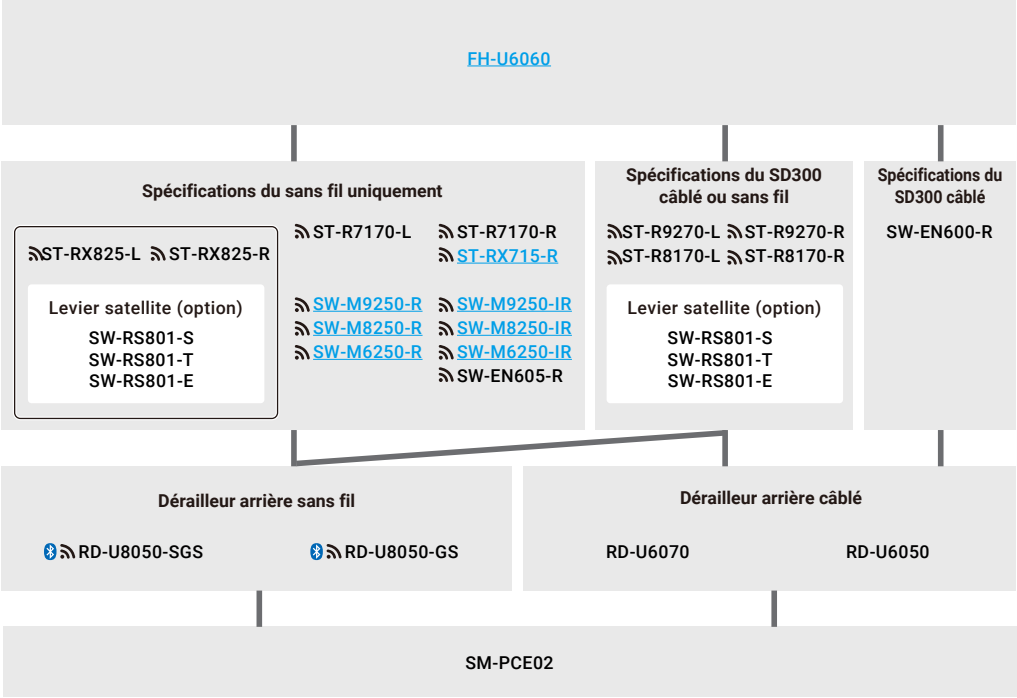 FH-U6060
Spécifications du sans fil uniquement
ST-RX825-L ST-RX825-R
Levier satellite (option)
SW-RS801-S
SW-RS801-T
SW-RS801-E
ST-R7170-L ST-R7170-R
ST-RX715-R
SW-M9250-R SW-M9250-IR
SW-M8250-R SW-M8250-IR
SW-M6250-R SW-M6250-IR
SW-EN605-R
Spécifications du SD300
câblé ou sans fil
ST-R9270-L ST-R9270-R
ST-R8170-L ST-R8170-R
Levier satellite (option)
SW-RS801-S
SW-RS801-T
SW-RS801-E
Spécifications du
SD300 câblé
SW-EN600-R
Dérailleur arrière sans fil
RD-U8050-SGS RD-U8050-GS
Dérailleur arrière câblé
RD-U6070 RD-U6050
SM-PCE02